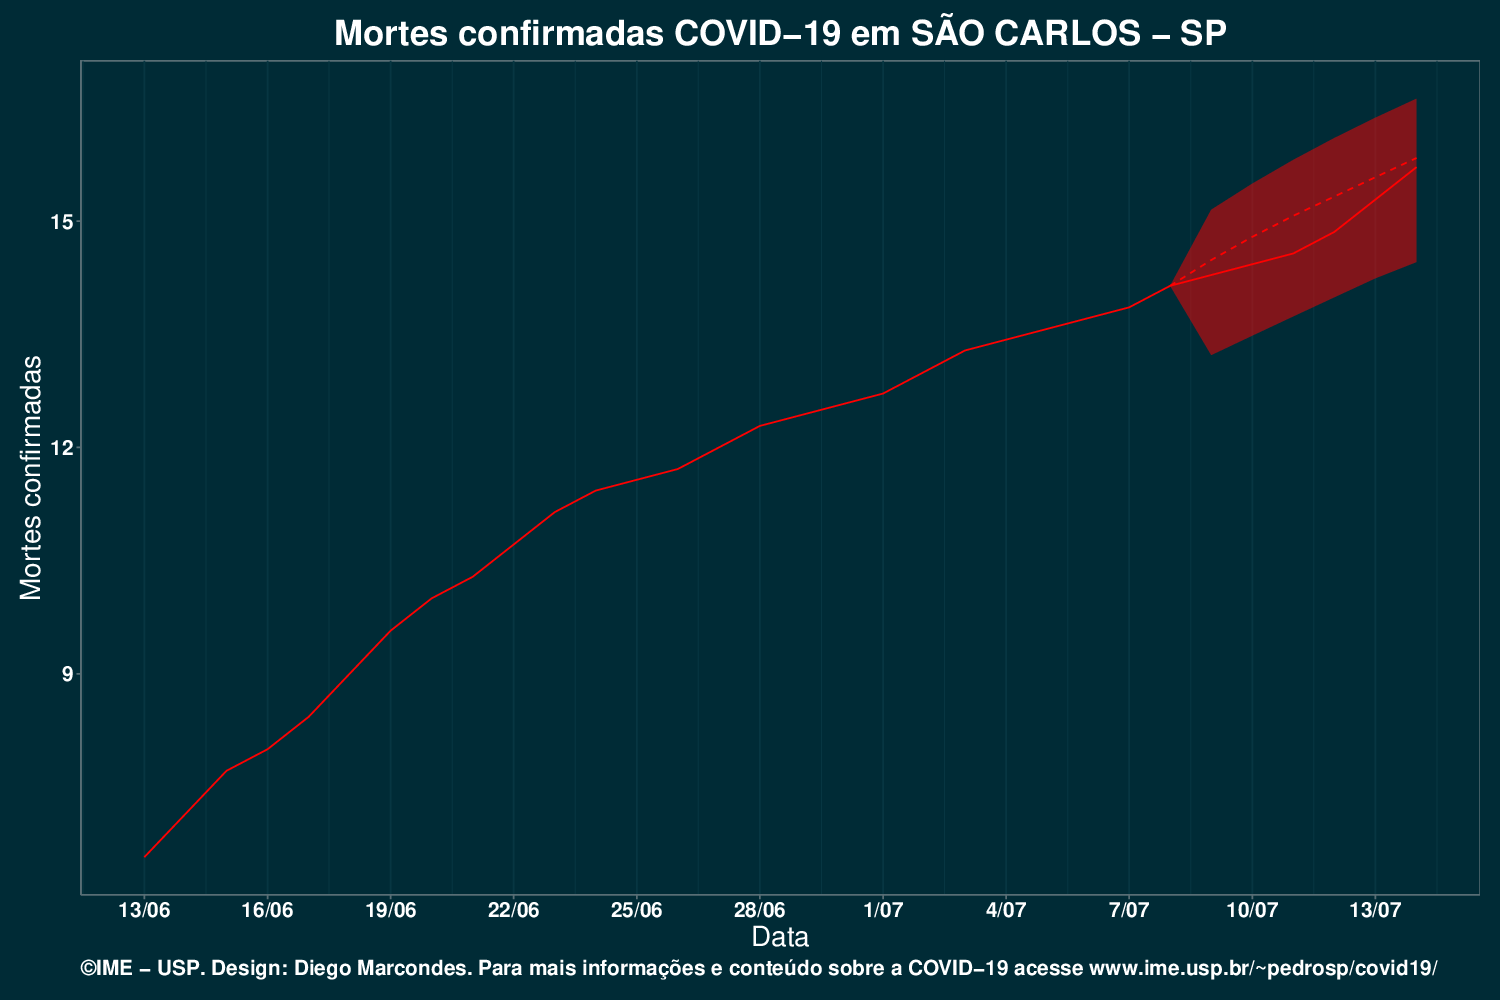 Mortes confirmadas COVID−19 em SÃO CARLOS − SP
Mortes confirmadas
15
12
9
13/06 16/06 19/06 22/06 25/06 28/06 1/07 4/07 7/07 10/07 13/07
Data
©IME − USP. Design: Diego Marcondes. Para mais informações e conteúdo sobre a COVID−19 acesse www.ime.usp.br/~pedrosp/covid19/